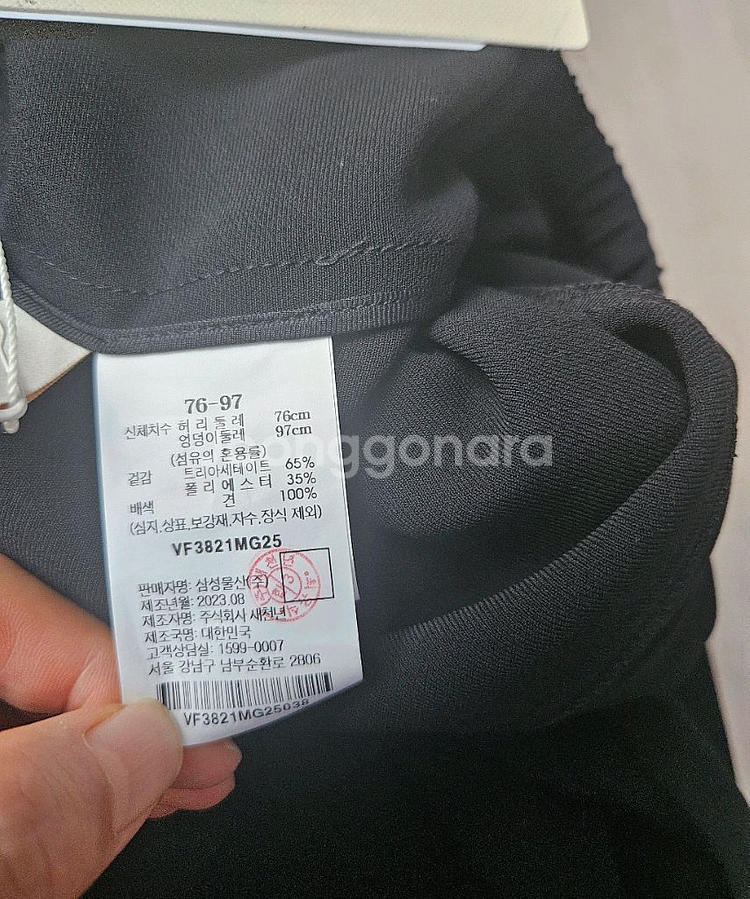 76-97
신체치수 허리둘레 76cm
엉덩이둘레 97cm
(섬유의 혼용률)
겉감 트리아세테이트 65%
폴리에스터 35%
배색 견 100%
(심지,상표,보강재,자수,장식 제외)
VF3821MG25
판매자명: 삼성물산(주)
제조년월: 2023.08
제조자명: 주식회사 새천년
제조국명: 대한민국
고객상담실: 1599-0007
서울 강남구 남부순환로 2806
VF3821MG25038
onggonara